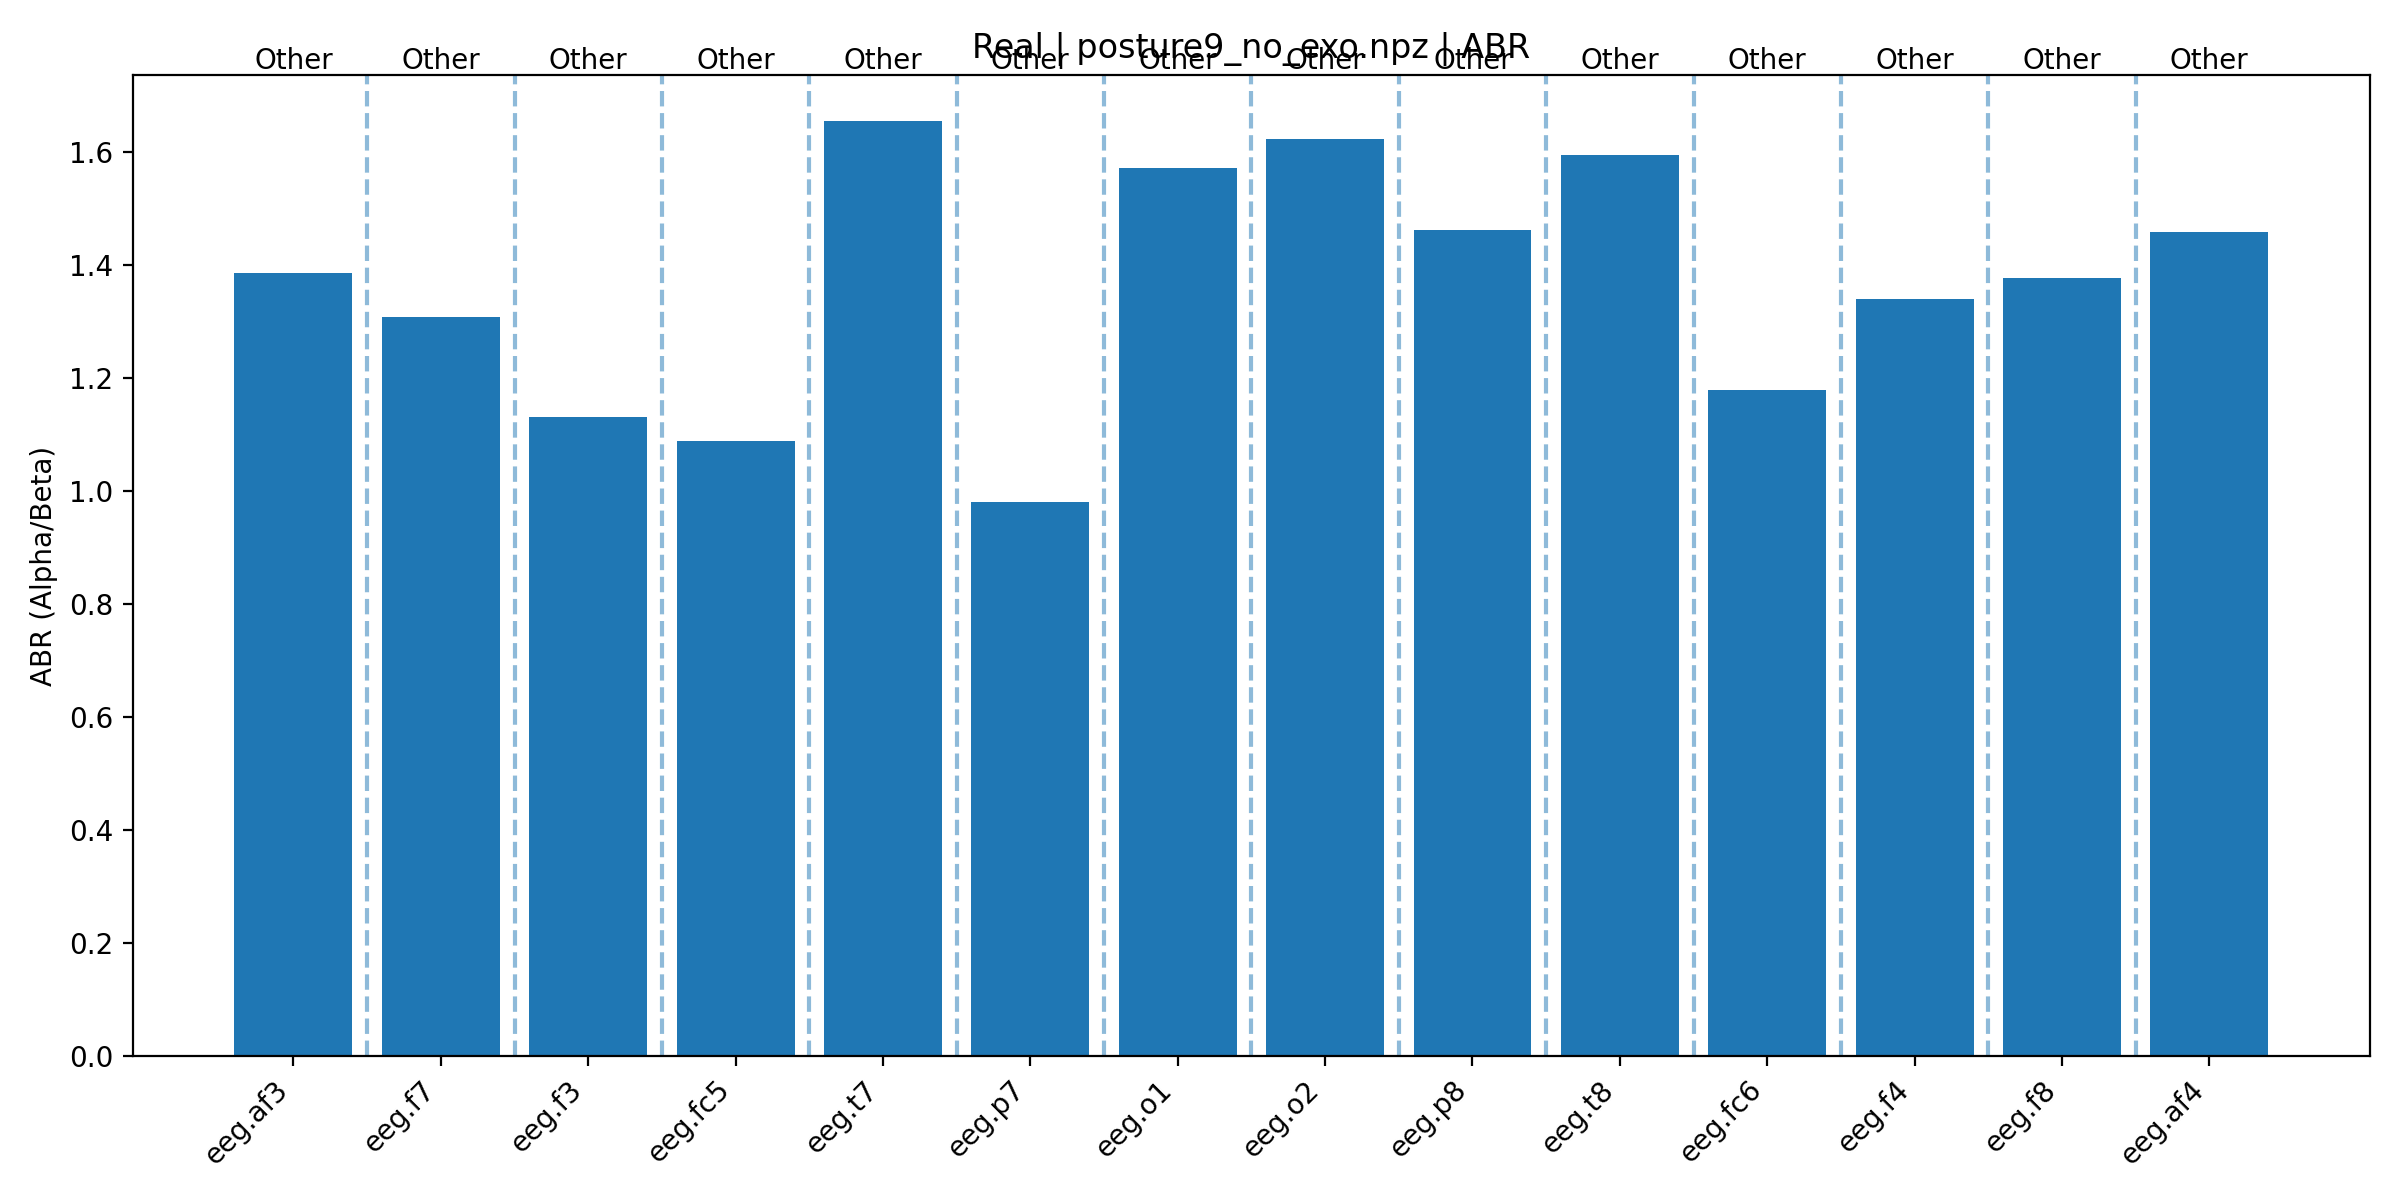 Real | posture9_no_exo.npz | ABR
Other Other Other Other Other Other Other Other Other Other Other Other Other Other
ABR (Alpha/Beta)
1.6
1.4
1.2
1.0
0.8
0.6
0.4
0.2
0.0
eeg.af3 eeg.f7 eeg.f3 eeg.fc5 eeg.t7 eeg.p7 eeg.o1 eeg.o2 eeg.p8 eeg.t8 eeg.fc6 eeg.f4 eeg.f8 eeg.af4